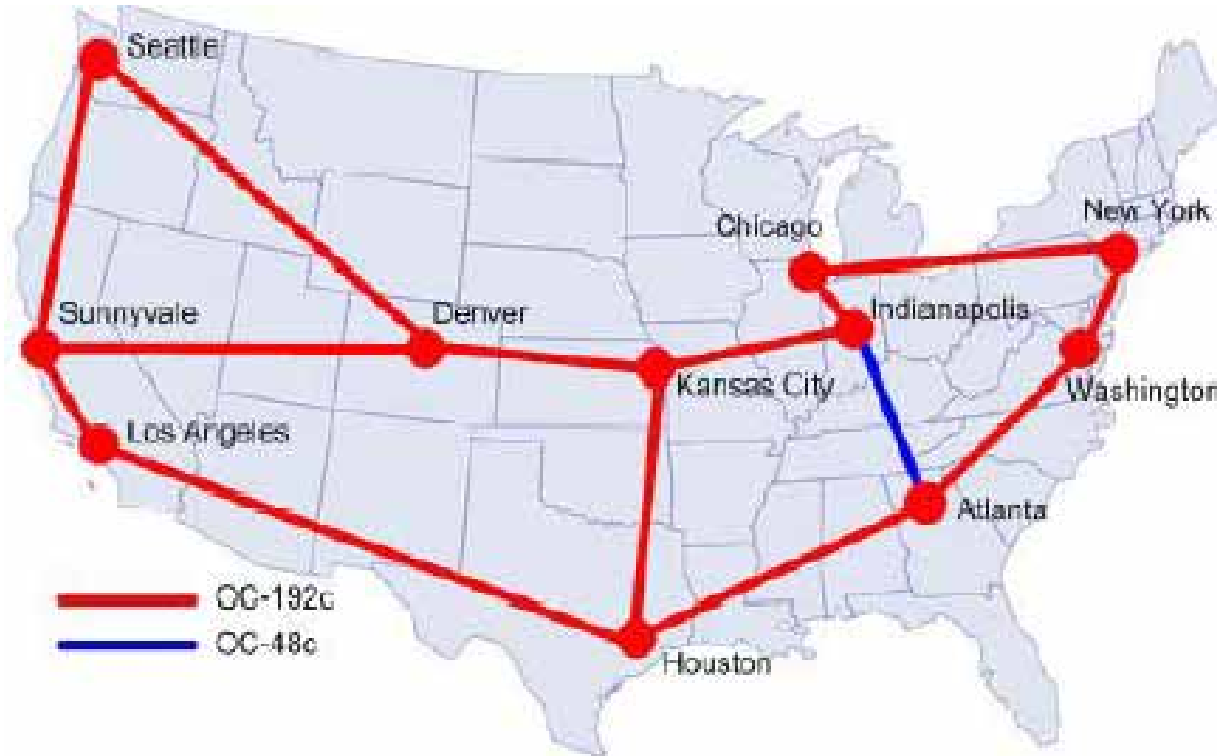 Seattle
New York
Chicago
Sunnyvale
Denver
Indianapolis
Kansas City
Washington
Los Angeles
Atlanta
OC-192c
OC-48c
Houston